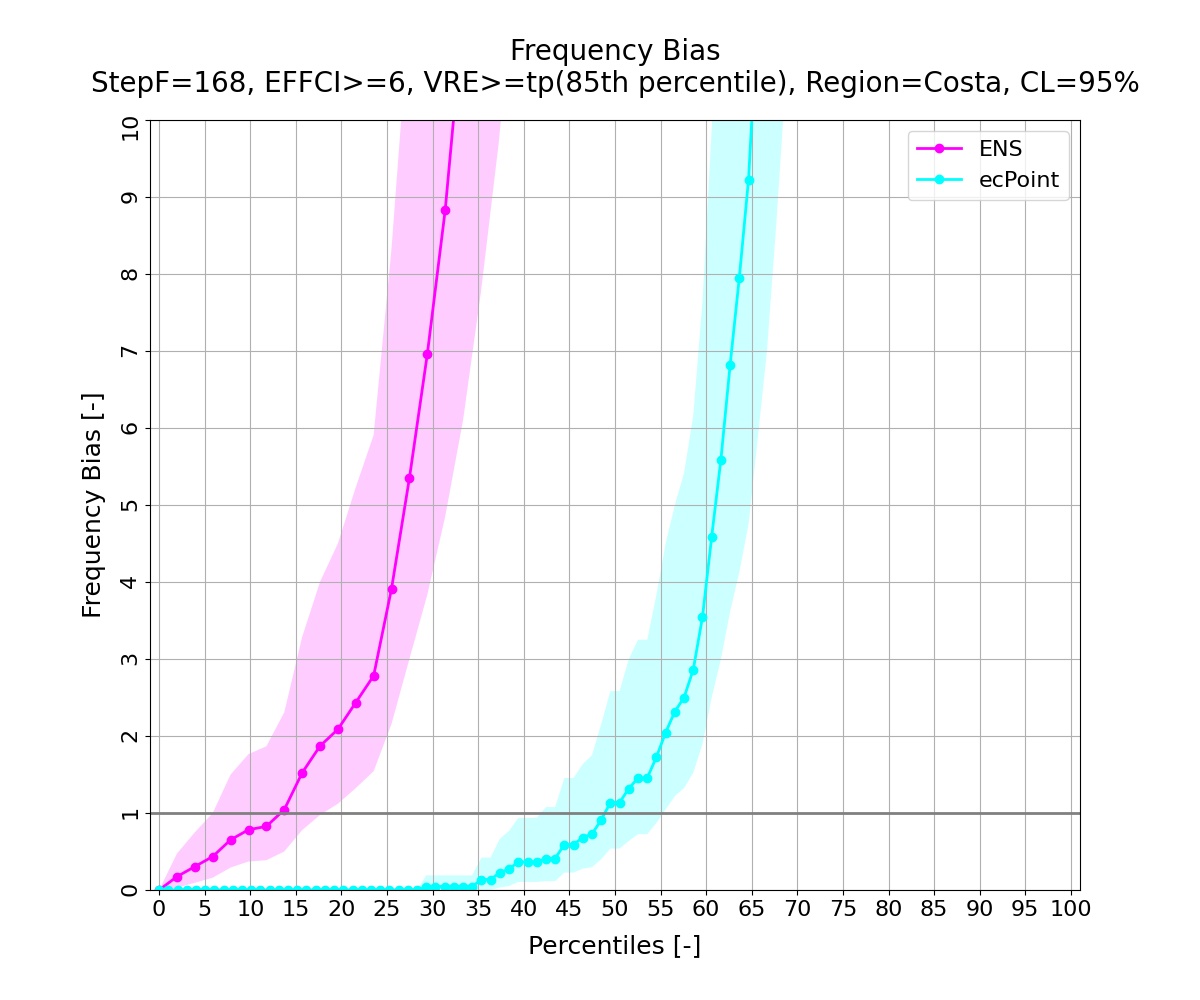 Frequency Bias
StepF=168, EFFCI>=6, VRE>=tp(85th percentile), Region=Costa, CL=95%
10
9
8
7
6
5
4
3
2
1
0
Frequency Bias [-]
ENS
ecPoint
0 5 10 15 20 25 30 35 40 45 50 55 60 65 70 75 80 85 90 95 100
Percentiles [-]